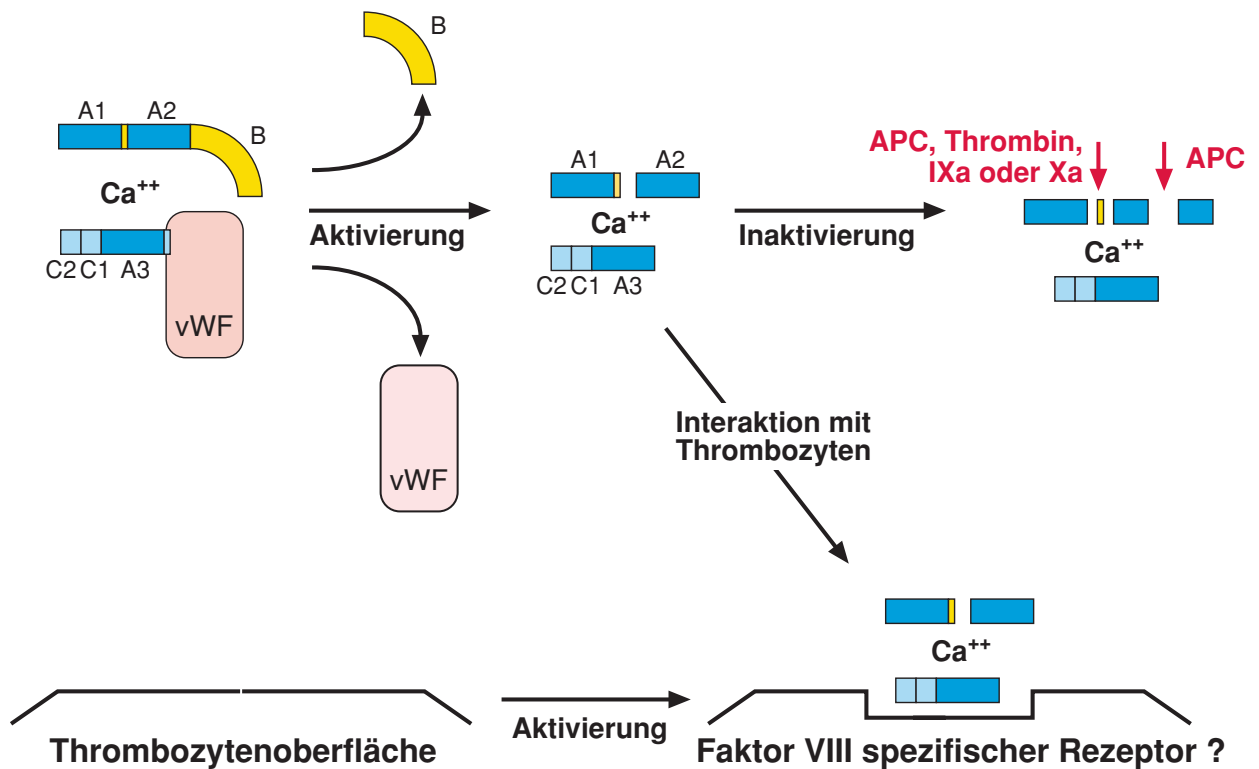 B
A1 A2
B
Ca++
C2 C1 A3
vWF
Aktivierung
vWF
A1 A2
Ca++
C2 C1 A3
Inaktivierung
APC, Thrombin,
IXa oder Xa
APC
Ca++
Interaktion mit
Thrombozyten
Ca++
Thrombozytenoberfläche
Aktivierung
Faktor VIII spezifischer Rezeptor ?